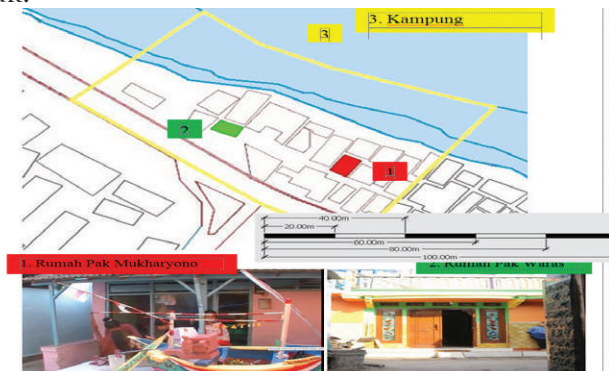 uk.
3. Kampung
3
2
1
40.00m
20.00m
60.00m
80.00m
100.00m
1. Rumah Pak Mukharyono
2. Rumah Pak Waras